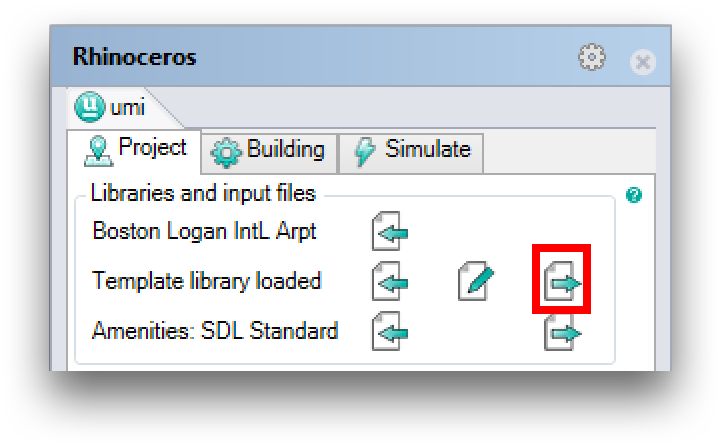 Rhinoceros
umi
Project Building Simulate
Libraries and input files
Boston Logan IntL Arpt
Template library loaded
Amenities: SDL Standard